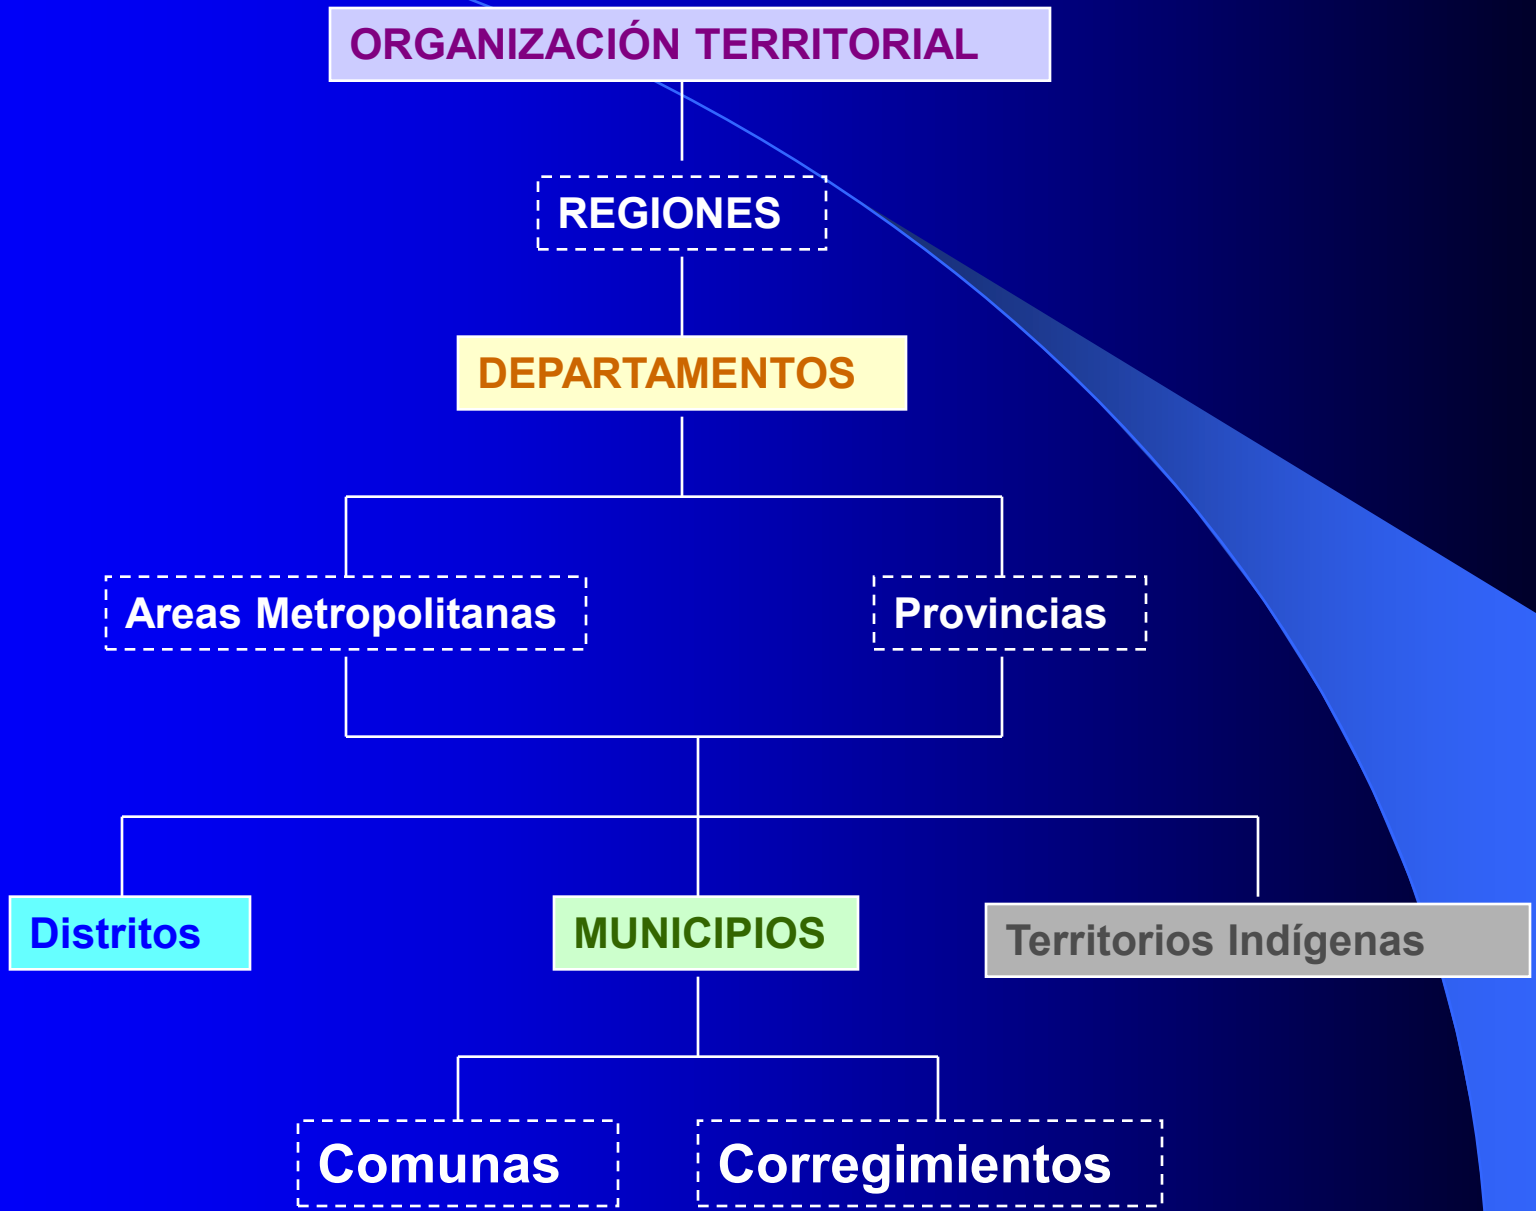 ORGANIZACIÓN TERRITORIAL
REGIONES
DEPARTAMENTOS
Areas Metropolitanas
Provincias
Distritos
MUNICIPIOS
Territorios Indígenas
Comunas
Corregimientos